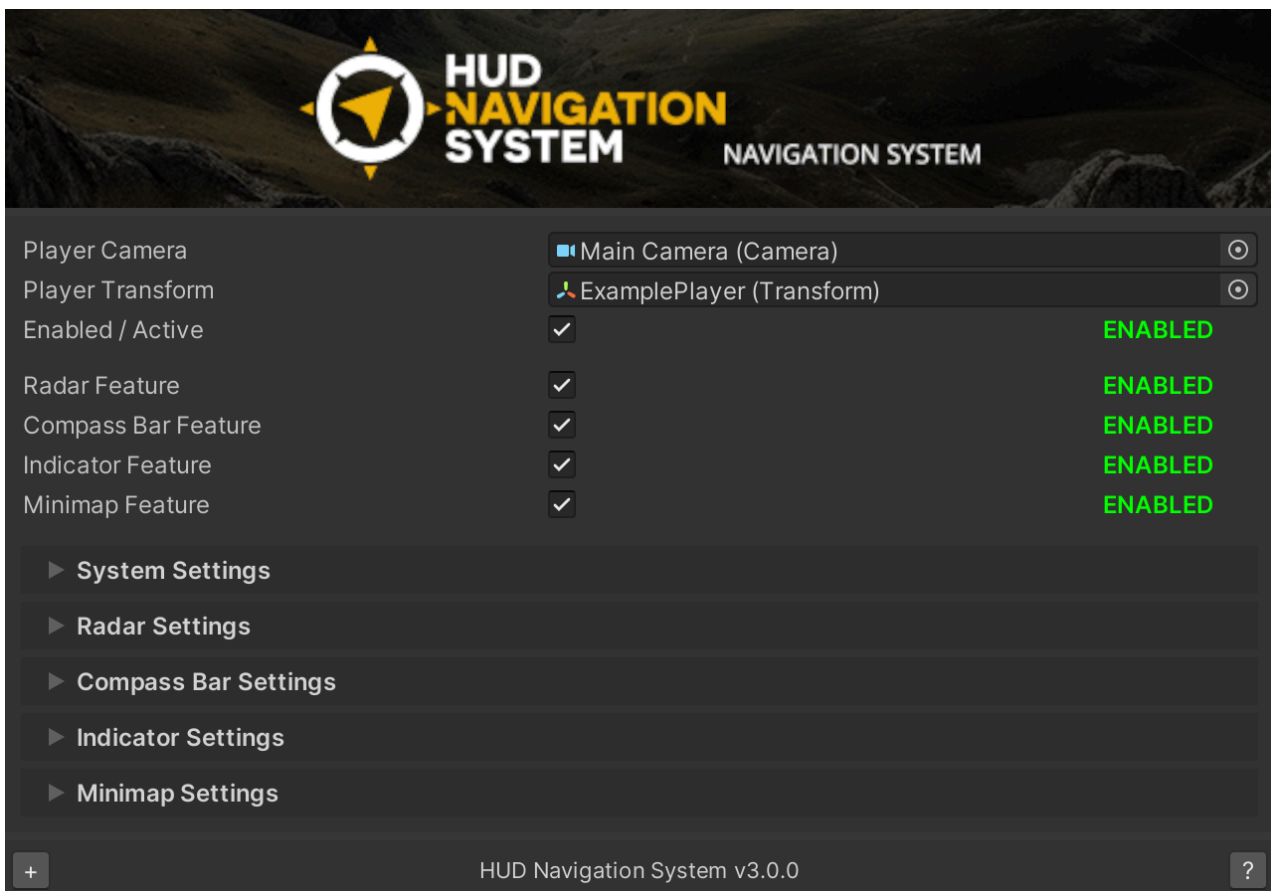 HUD
NAVIGATION
SYSTEM
NAVIGATION SYSTEM
Player Camera Main Camera (Camera)
Player Transform ExamplePlayer (Transform)
Enabled / Active ENABLED
Radar Feature ENABLED
Compass Bar Feature ENABLED
Indicator Feature ENABLED
Minimap Feature ENABLED
System Settings
Radar Settings
Compass Bar Settings
Indicator Settings
Minimap Settings
+ HUD Navigation System v3.0.0 ?